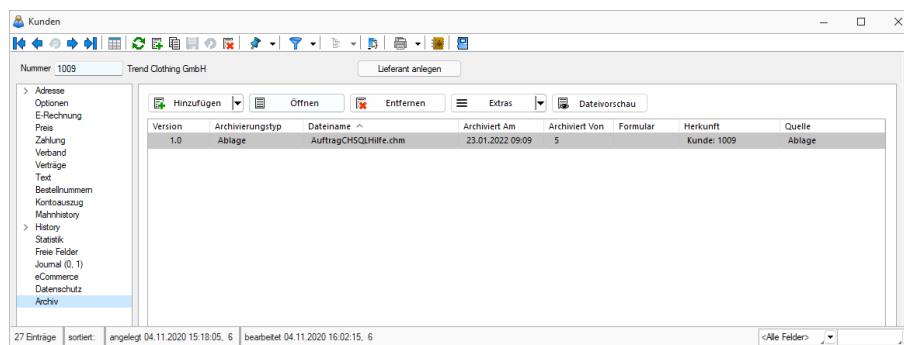 Kunden
Nummer 1009 Trend Clothing GmbH Lieferant anlegen
Adresse
Optionen
E-Rechnung
Preis
Zahlung
Verband
Verträge
Text
Bestellnummern
Kontoauszug
Mahnhistory
History
Statistik
Freie Felder
Journal (0, 1)
eCommerce
Datenschutz
Archiv
Hinzufügen Öffnen Entfernen Extras Dateivorschau
Version Archivierungstyp Dateiname Archiviert Am Archiviert Von Formular Herkunft Quelle
1.0 Ablage AuftragCHSQLHilfe.chm 23.01.2022 09:09 5 Kunde: 1009 Ablage
27 Einträge sortiert: angelegt 04.11.2020 15:18:05, 6 bearbeitet 04.11.2020 16:02:15, 6 <Alle Felder>